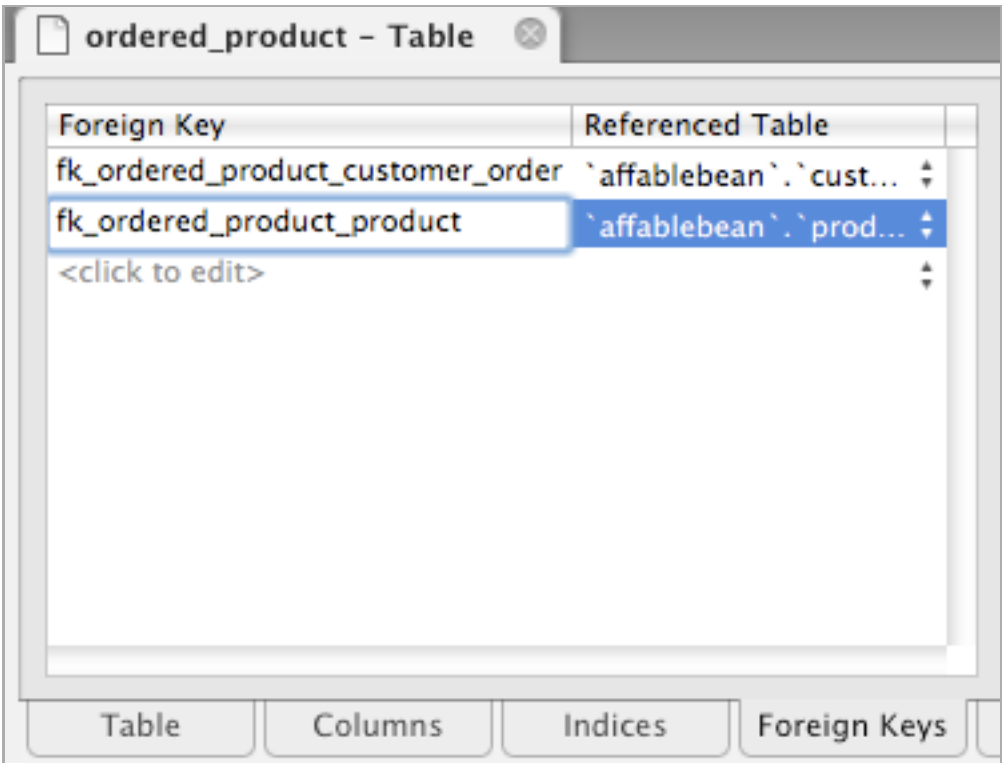 ordered_product – Table
Foreign Key Referenced Table
fk_ordered_product_customer_order `affablebean`.`cust...
fk_ordered_product_product `affablebean`.`prod...
<click to edit>
Table Columns Indices Foreign Keys